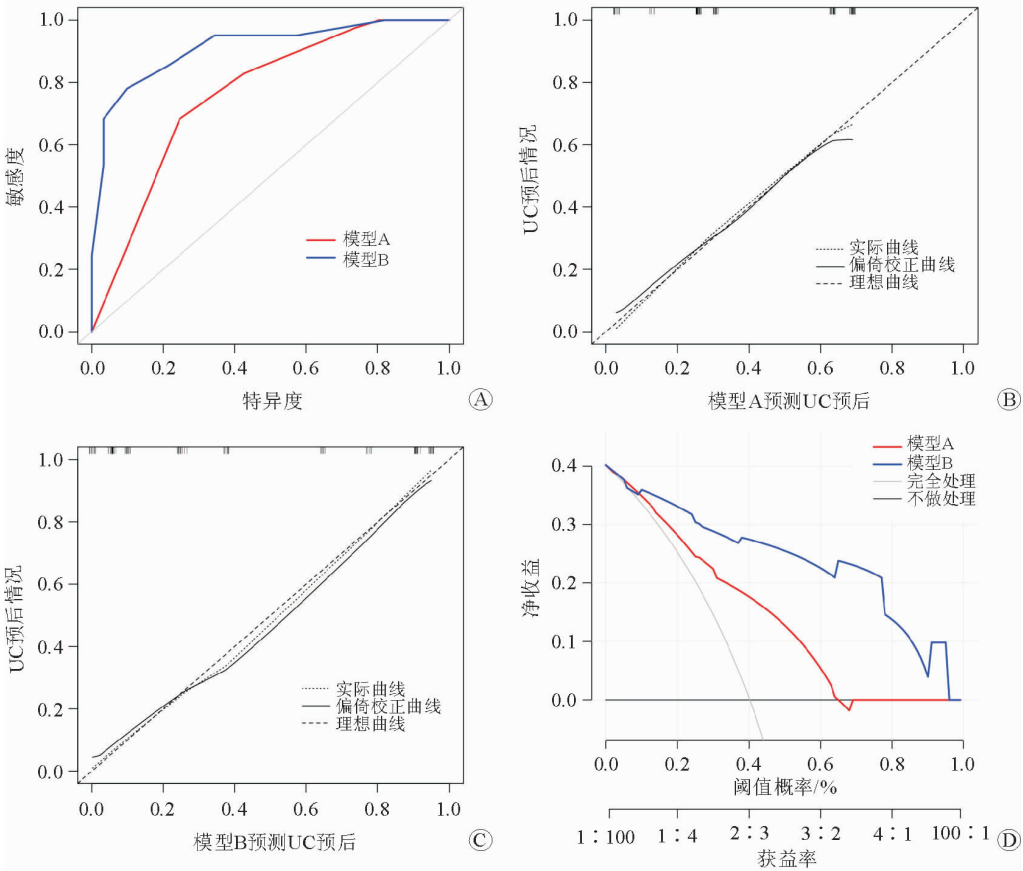 1.0
0.8
0.6
0.4
0.2
0.0
敏感度
模型A
模型B
0.0 0.2 0.4 0.6 0.8 1.0
特异度
Ⓐ
1.0
0.8
0.6
0.4
0.2
0.0
UC预后情况
实际曲线
偏倚校正曲线
理想曲线
0.0 0.2 0.4 0.6 0.8 1.0
模型A预测UC预后
Ⓑ
1.0
0.8
0.6
0.4
0.2
0.0
UC预后情况
实际曲线
偏倚校正曲线
理想曲线
0.0 0.2 0.4 0.6 0.8 1.0
模型B预测UC预后
Ⓒ
模型A
模型B
完全处理
不做处理
0.4
0.3
0.2
0.1
0.0
净收益
0.0 0.2 0.4 0.6 0.8 1.0
阈值概率/%
1∶100 1∶4 2∶3 3∶2 4∶1 100∶1
获益率
Ⓓ